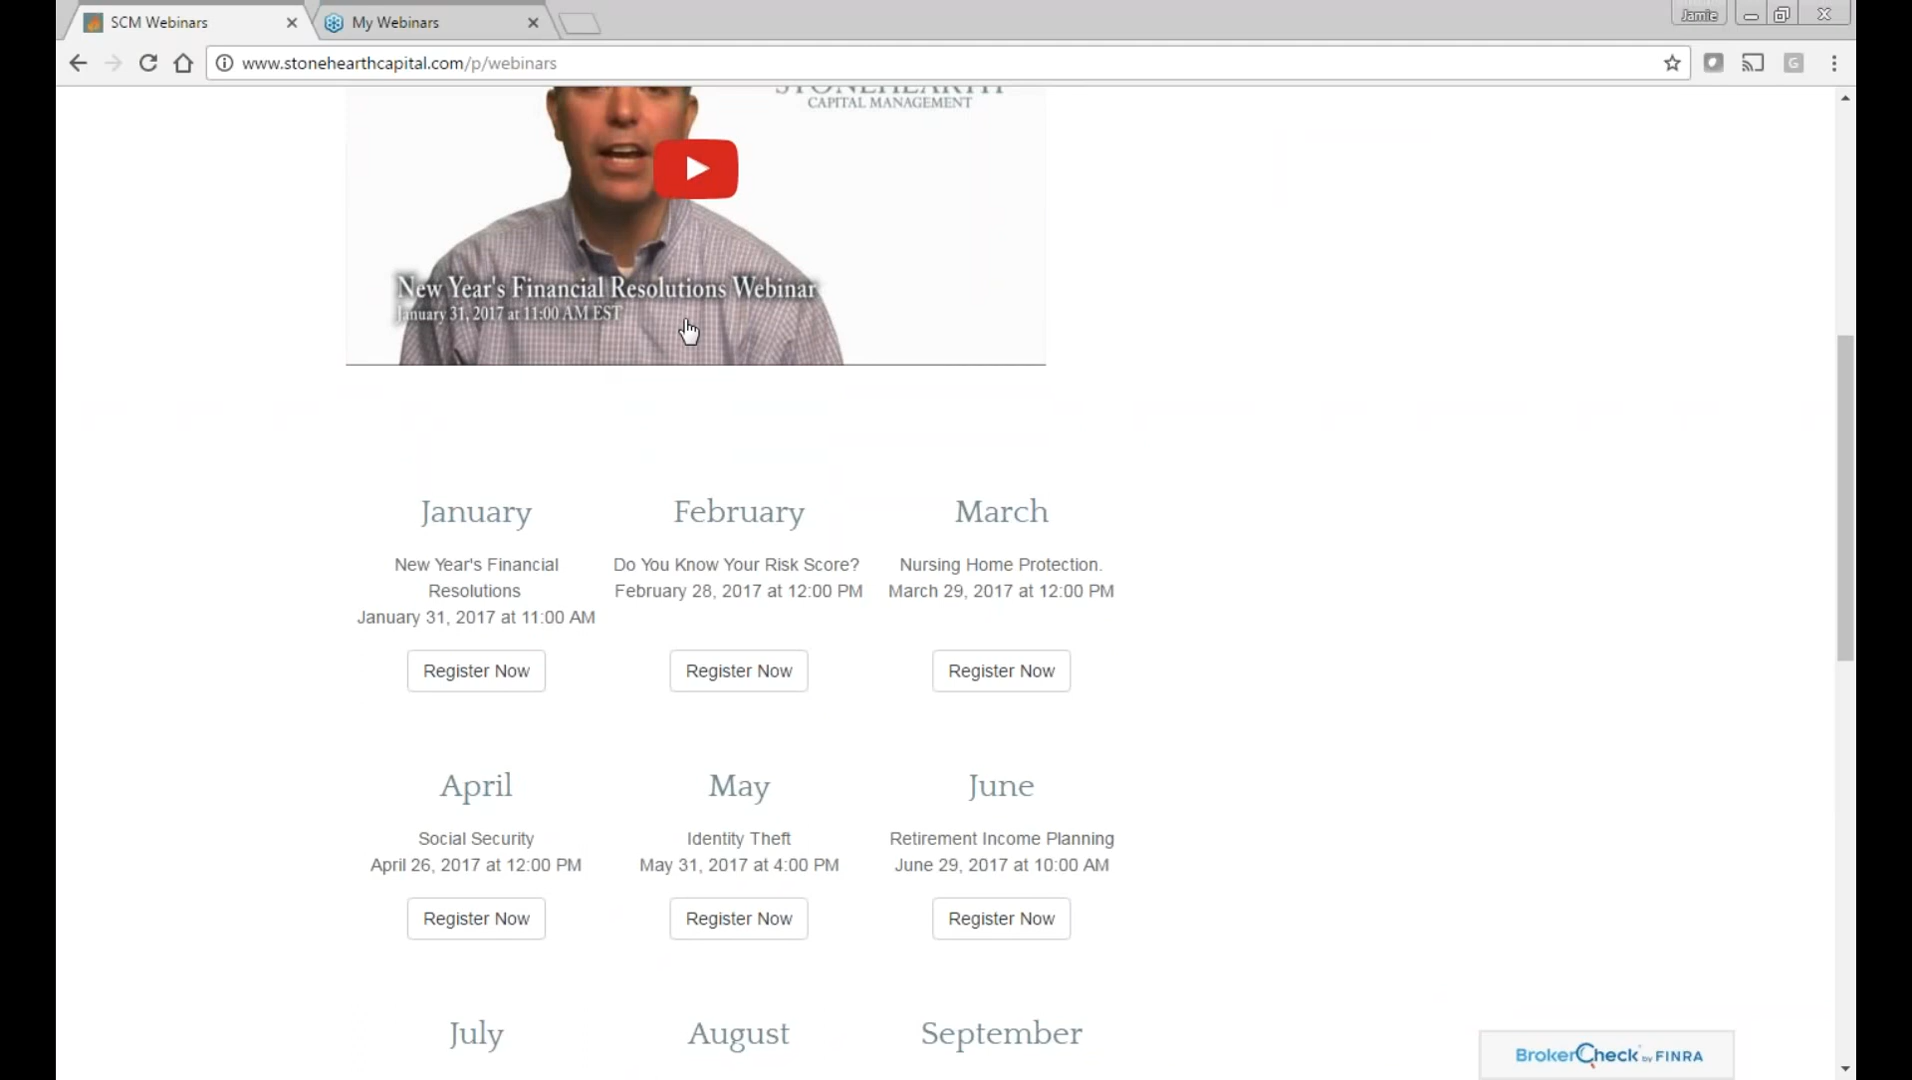 SCM Webinars
My Webinars
Jamie
www.stonehearthcapital.com/p/webinars
STONEHEARTH
CAPITAL MANAGEMENT
New Year's Financial Resolutions Webinar
January 31, 2017 at 11:00 AM EST
January February March
New Year's Financial
Resolutions
January 31, 2017 at 11:00 AM
Do You Know Your Risk Score?
February 28, 2017 at 12:00 PM
Nursing Home Protection.
March 29, 2017 at 12:00 PM
Register Now Register Now Register Now
April May June
Social Security
April 26, 2017 at 12:00 PM
Identity Theft
May 31, 2017 at 4:00 PM
Retirement Income Planning
June 29, 2017 at 10:00 AM
Register Now Register Now Register Now
July August September
BrokerCheck by FINRA